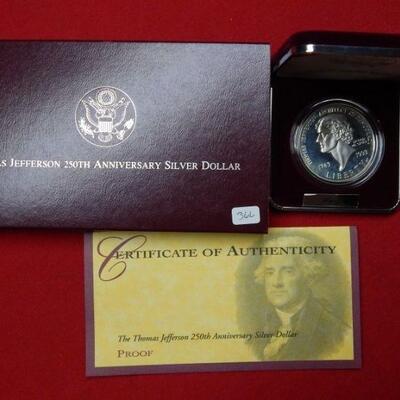 AS JEFFERSON 250TH ANNIVERSARY SILVER DOLLAR
366
1743 1993
LIBERTY
CERTIFICATE OF AUTHENTICITY
The Thomas Jefferson 250th Anniversary Silver Dollar
PROOF